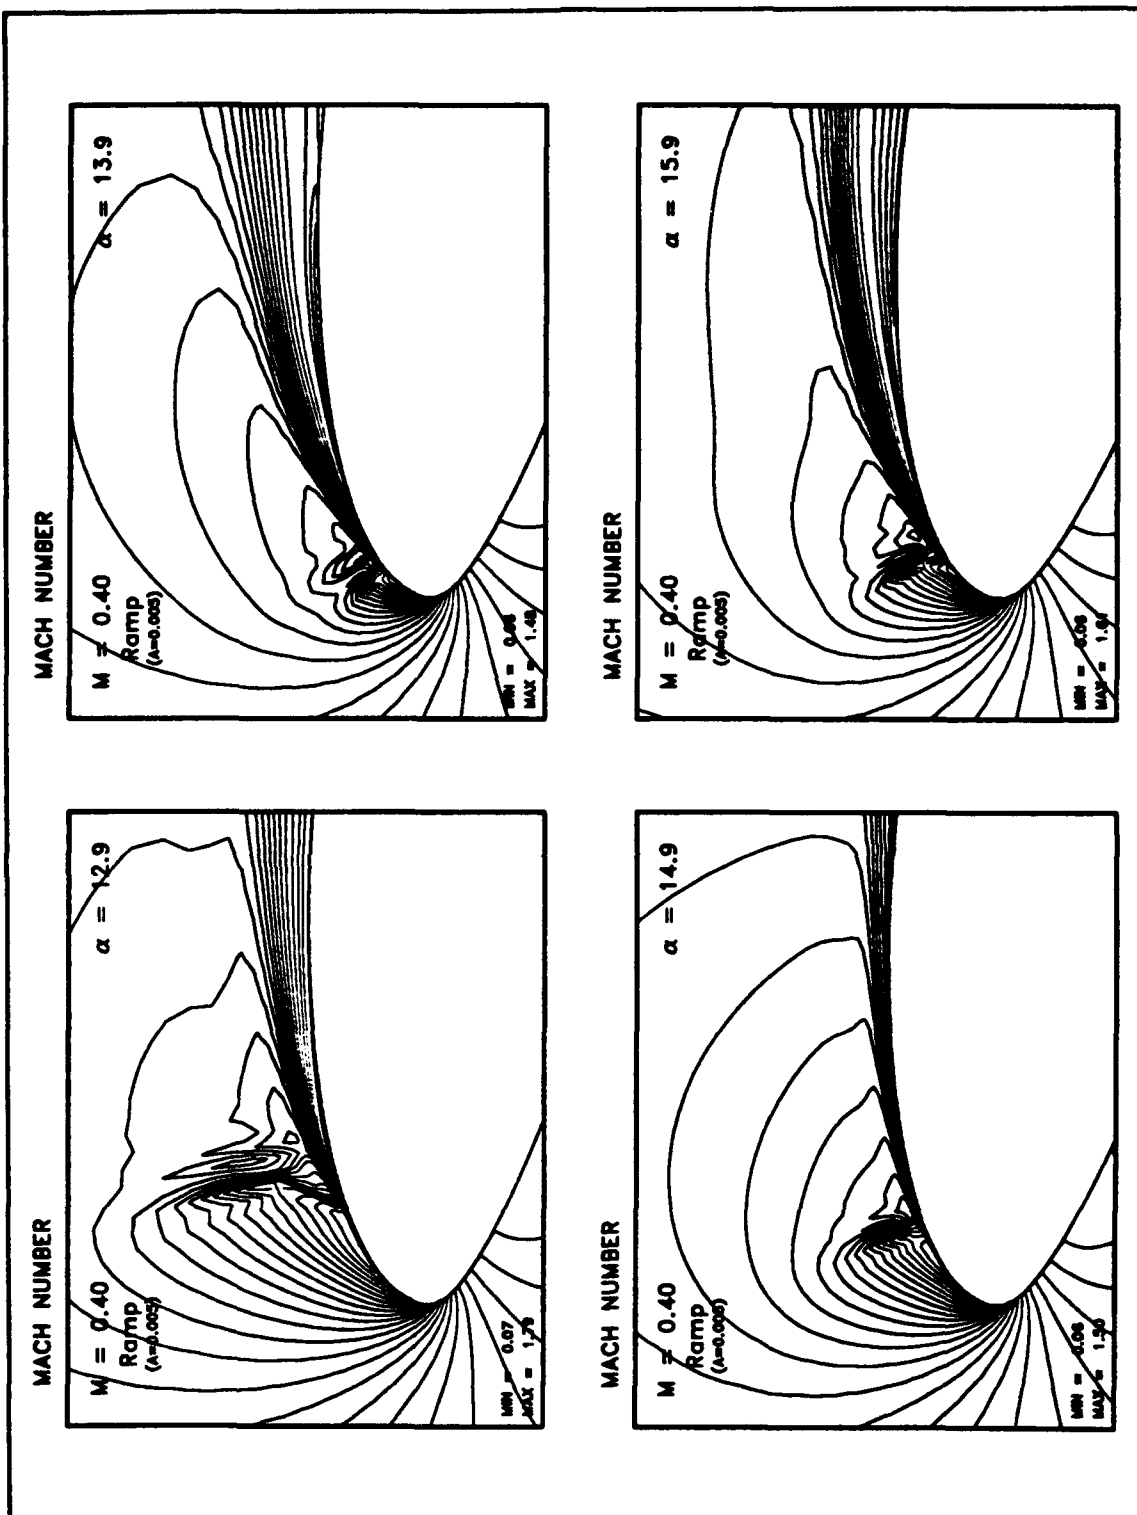 MACH NUMBER
M = 0.40
α = 12.9
Ramp
(A=0.005)
MIN = 0.07
MAX =
MACH NUMBER
M = 0.40
α = 13.9
Ramp
(A=0.005)
MIN =
MAX = 1.48
MACH NUMBER
M = 0.40
α = 14.9
Ramp
(A=0.005)
MIN = 0.06
MAX = 1.50
MACH NUMBER
M = 0.40
α = 15.9
Ramp
(A=0.005)
MIN = 0.06
MAX =